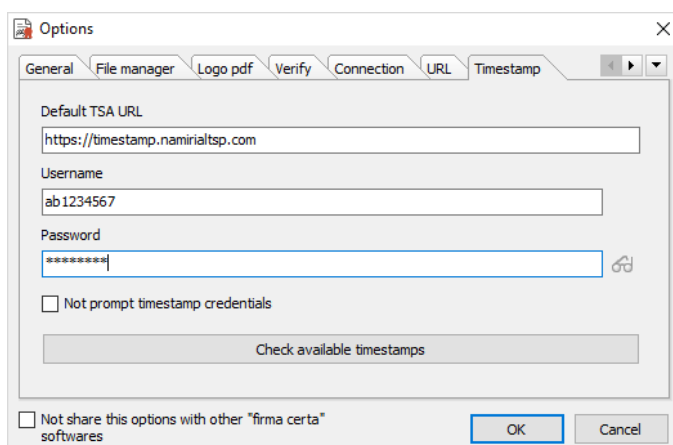 Options
General File manager Logo pdf Verify Connection URL Timestamp
Default TSA URL
https://timestamp.namirialtsp.com
Username
ab1234567
Password
********
Not prompt timestamp credentials
Check available timestamps
Not share this options with other "firma certa"
softwares
OK Cancel